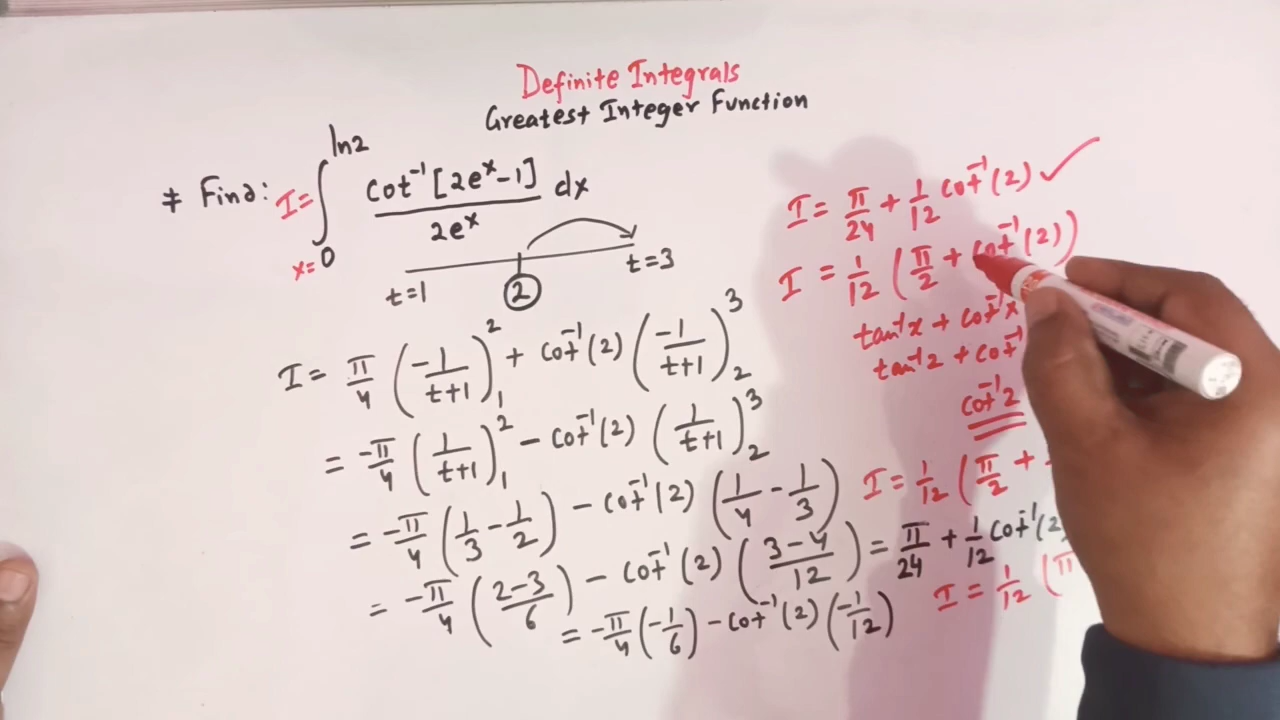 Definite Integrals
Greatest Integer Function
# Find: I = ∫₀^{ln2} cot⁻¹[2eˣ-1] / 2eˣ dx
x=0
t=1 2 t=3
I = π/4 (-1/(t+1))₁² + cot⁻¹(2) (-1/(t+1))₂³
= -π/4 (1/(t+1))₁² - cot⁻¹(2) (1/(t+1))₂³
= -π/4 (1/3 - 1/2) - cot⁻¹(2) (1/4 - 1/3)
= -π/4 ((2-3)/6) - cot⁻¹(2) ((3-4)/12) = π/24 + 1/12 cot⁻¹(2
= -π/4 (-1/6) - cot⁻¹(2) (-1/12)
I = π/24 + 1/12 cot⁻¹(2) ✓
I = 1/12 (π/2 + cot⁻¹(2))
tan⁻¹x + cot⁻¹x
tan⁻¹2 + cot⁻¹
cot⁻¹2
I = 1/12 (π/2 +
I = 1/12 (π